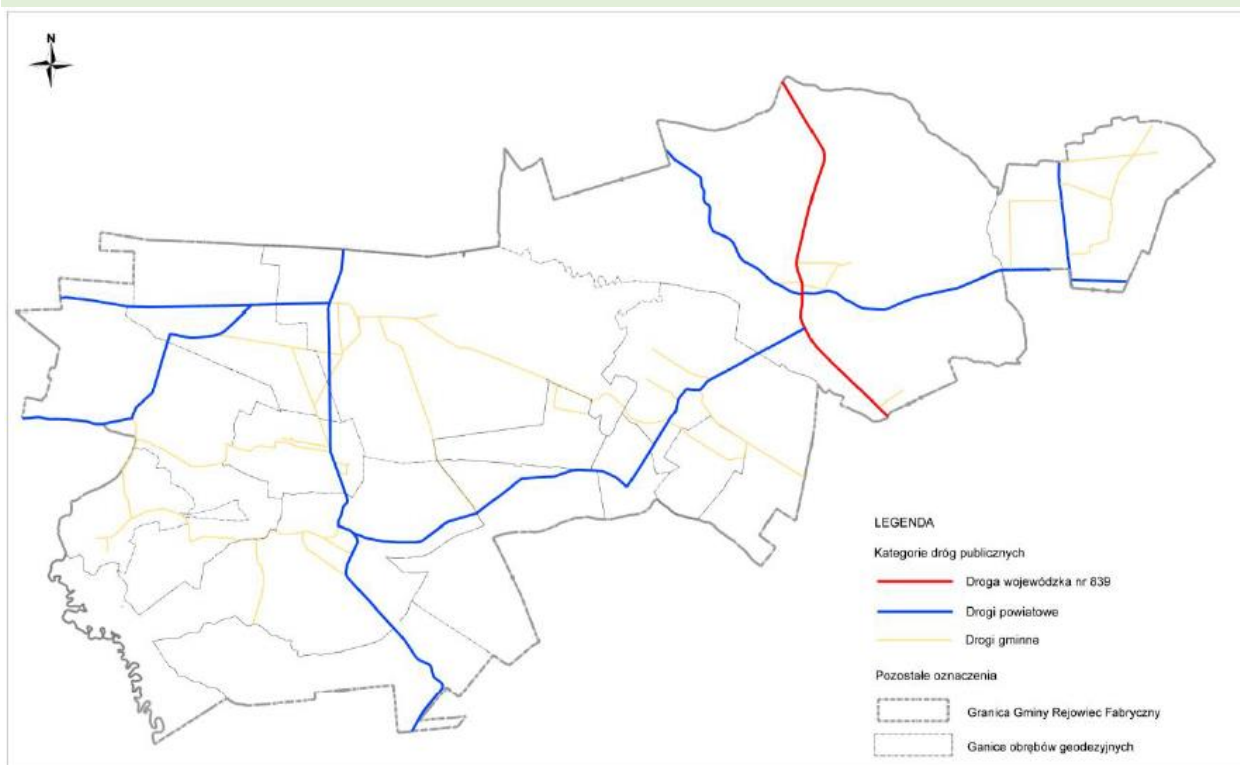 N
LEGENDA
Kategorie dróg publicznych
Droga wojewódzka nr 839
Drogi powiatowe
Drogi gminne
Pozostałe oznaczenia
Granica Gminy Rejowiec Fabryczny
Ganice obrębów geodezyjnych